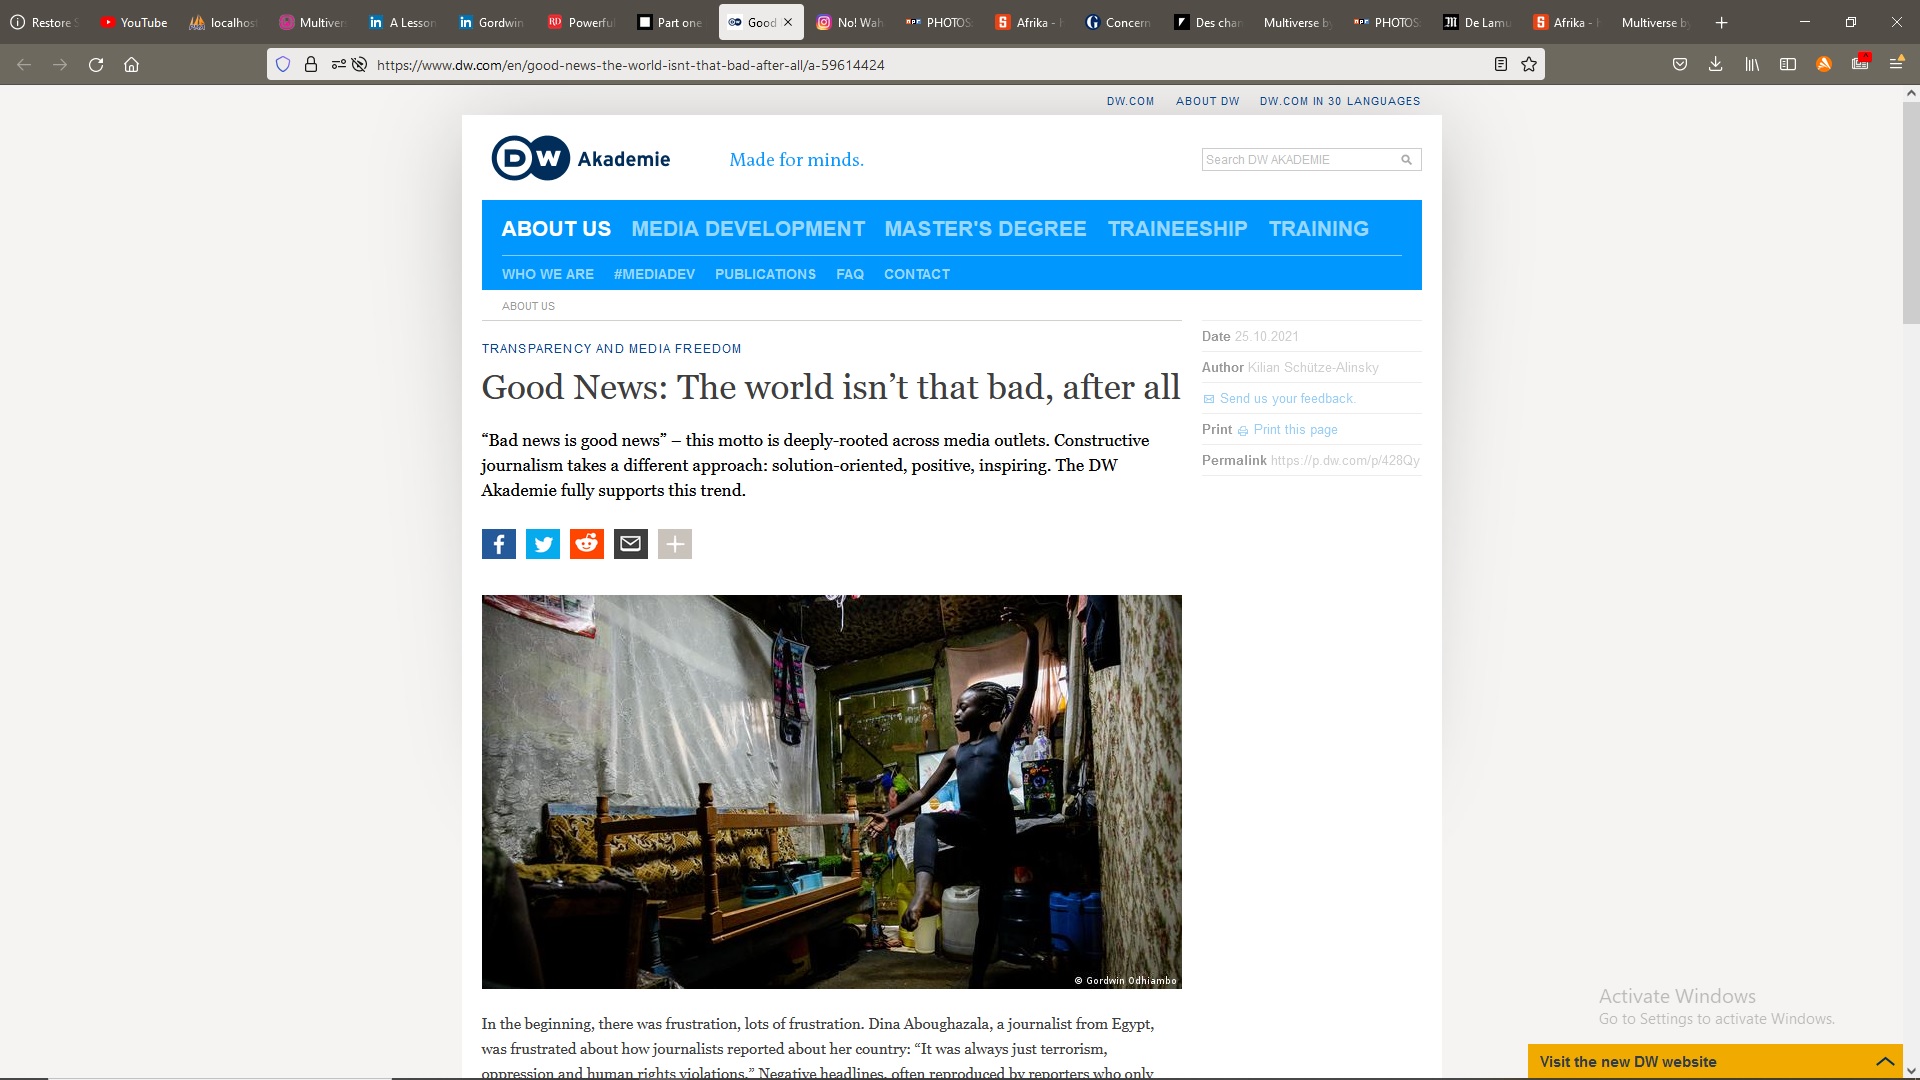 Restore S
YouTube
localhos
Multiver
in A Lesson
in Gordwin
RD Powerful
Part one
Good
No! Wah
npr PHOTOS
S Afrika - H
G Concern
Des chan
Multiverse by
npr PHOTOS
De Lamu
S Afrika - H
Multiverse by
https://www.dw.com/en/good-news-the-world-isnt-that-bad-after-all/a-59614424
DW.COM ABOUT DW DW.COM IN 30 LANGUAGES
DW Akademie
Made for minds.
Search DW AKADEMIE
ABOUT US MEDIA DEVELOPMENT MASTER'S DEGREE TRAINEESHIP TRAINING
WHO WE ARE #MEDIADEV PUBLICATIONS FAQ CONTACT
ABOUT US
TRANSPARENCY AND MEDIA FREEDOM
Good News: The world isn’t that bad, after all
“Bad news is good news” – this motto is deeply-rooted across media outlets. Constructive
journalism takes a different approach: solution-oriented, positive, inspiring. The DW
Akademie fully supports this trend.
Date 25.10.2021
Author Kilian Schütze-Alinsky
Send us your feedback.
Print Print this page
Permalink https://p.dw.com/p/428Qy
© Gordwin Odhiambo
In the beginning, there was frustration, lots of frustration. Dina Aboughazala, a journalist from Egypt,
was frustrated about how journalists reported about her country: “It was always just terrorism,
oppression and human rights violations.” Negative headlines, often reproduced by reporters who only
Activate Windows
Go to Settings to activate Windows.
Visit the new DW website